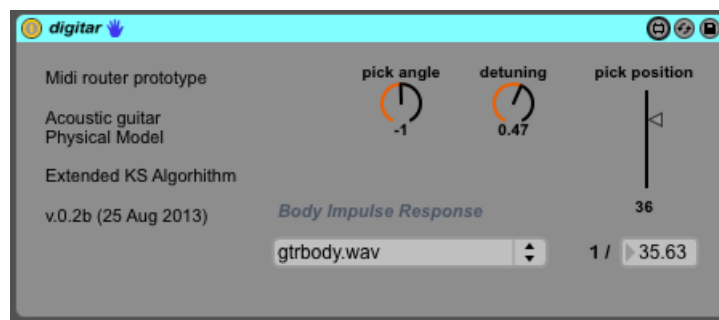 digitar
Midi router prototype
pick angle
detuning
pick position
-1
0.47
Acoustic guitar
Physical Model
Extended KS Algorhithm
v.0.2b (25 Aug 2013)
Body Impulse Response
36
gtrbody.wav
1 /
35.63